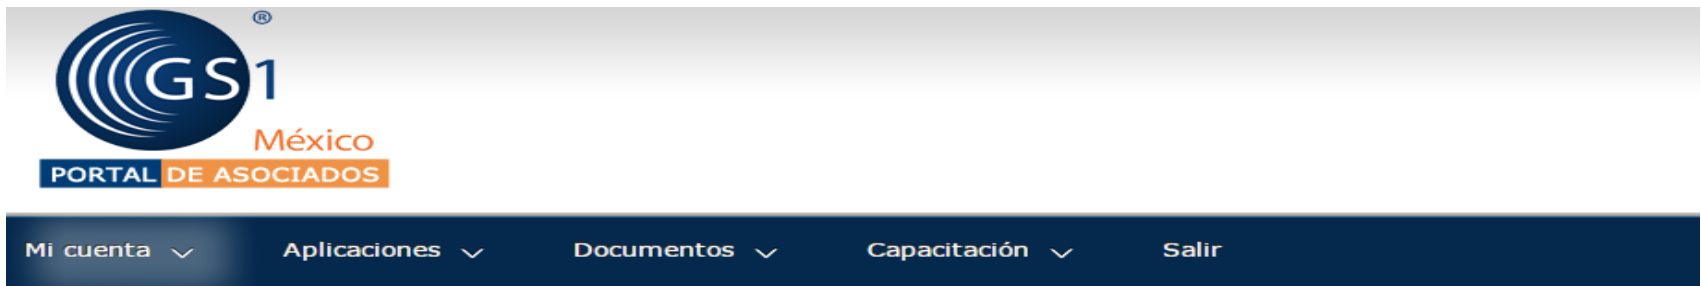 ®
GS1
México
PORTAL DE ASOCIADOS
Mi cuenta Aplicaciones Documentos Capacitación Salir